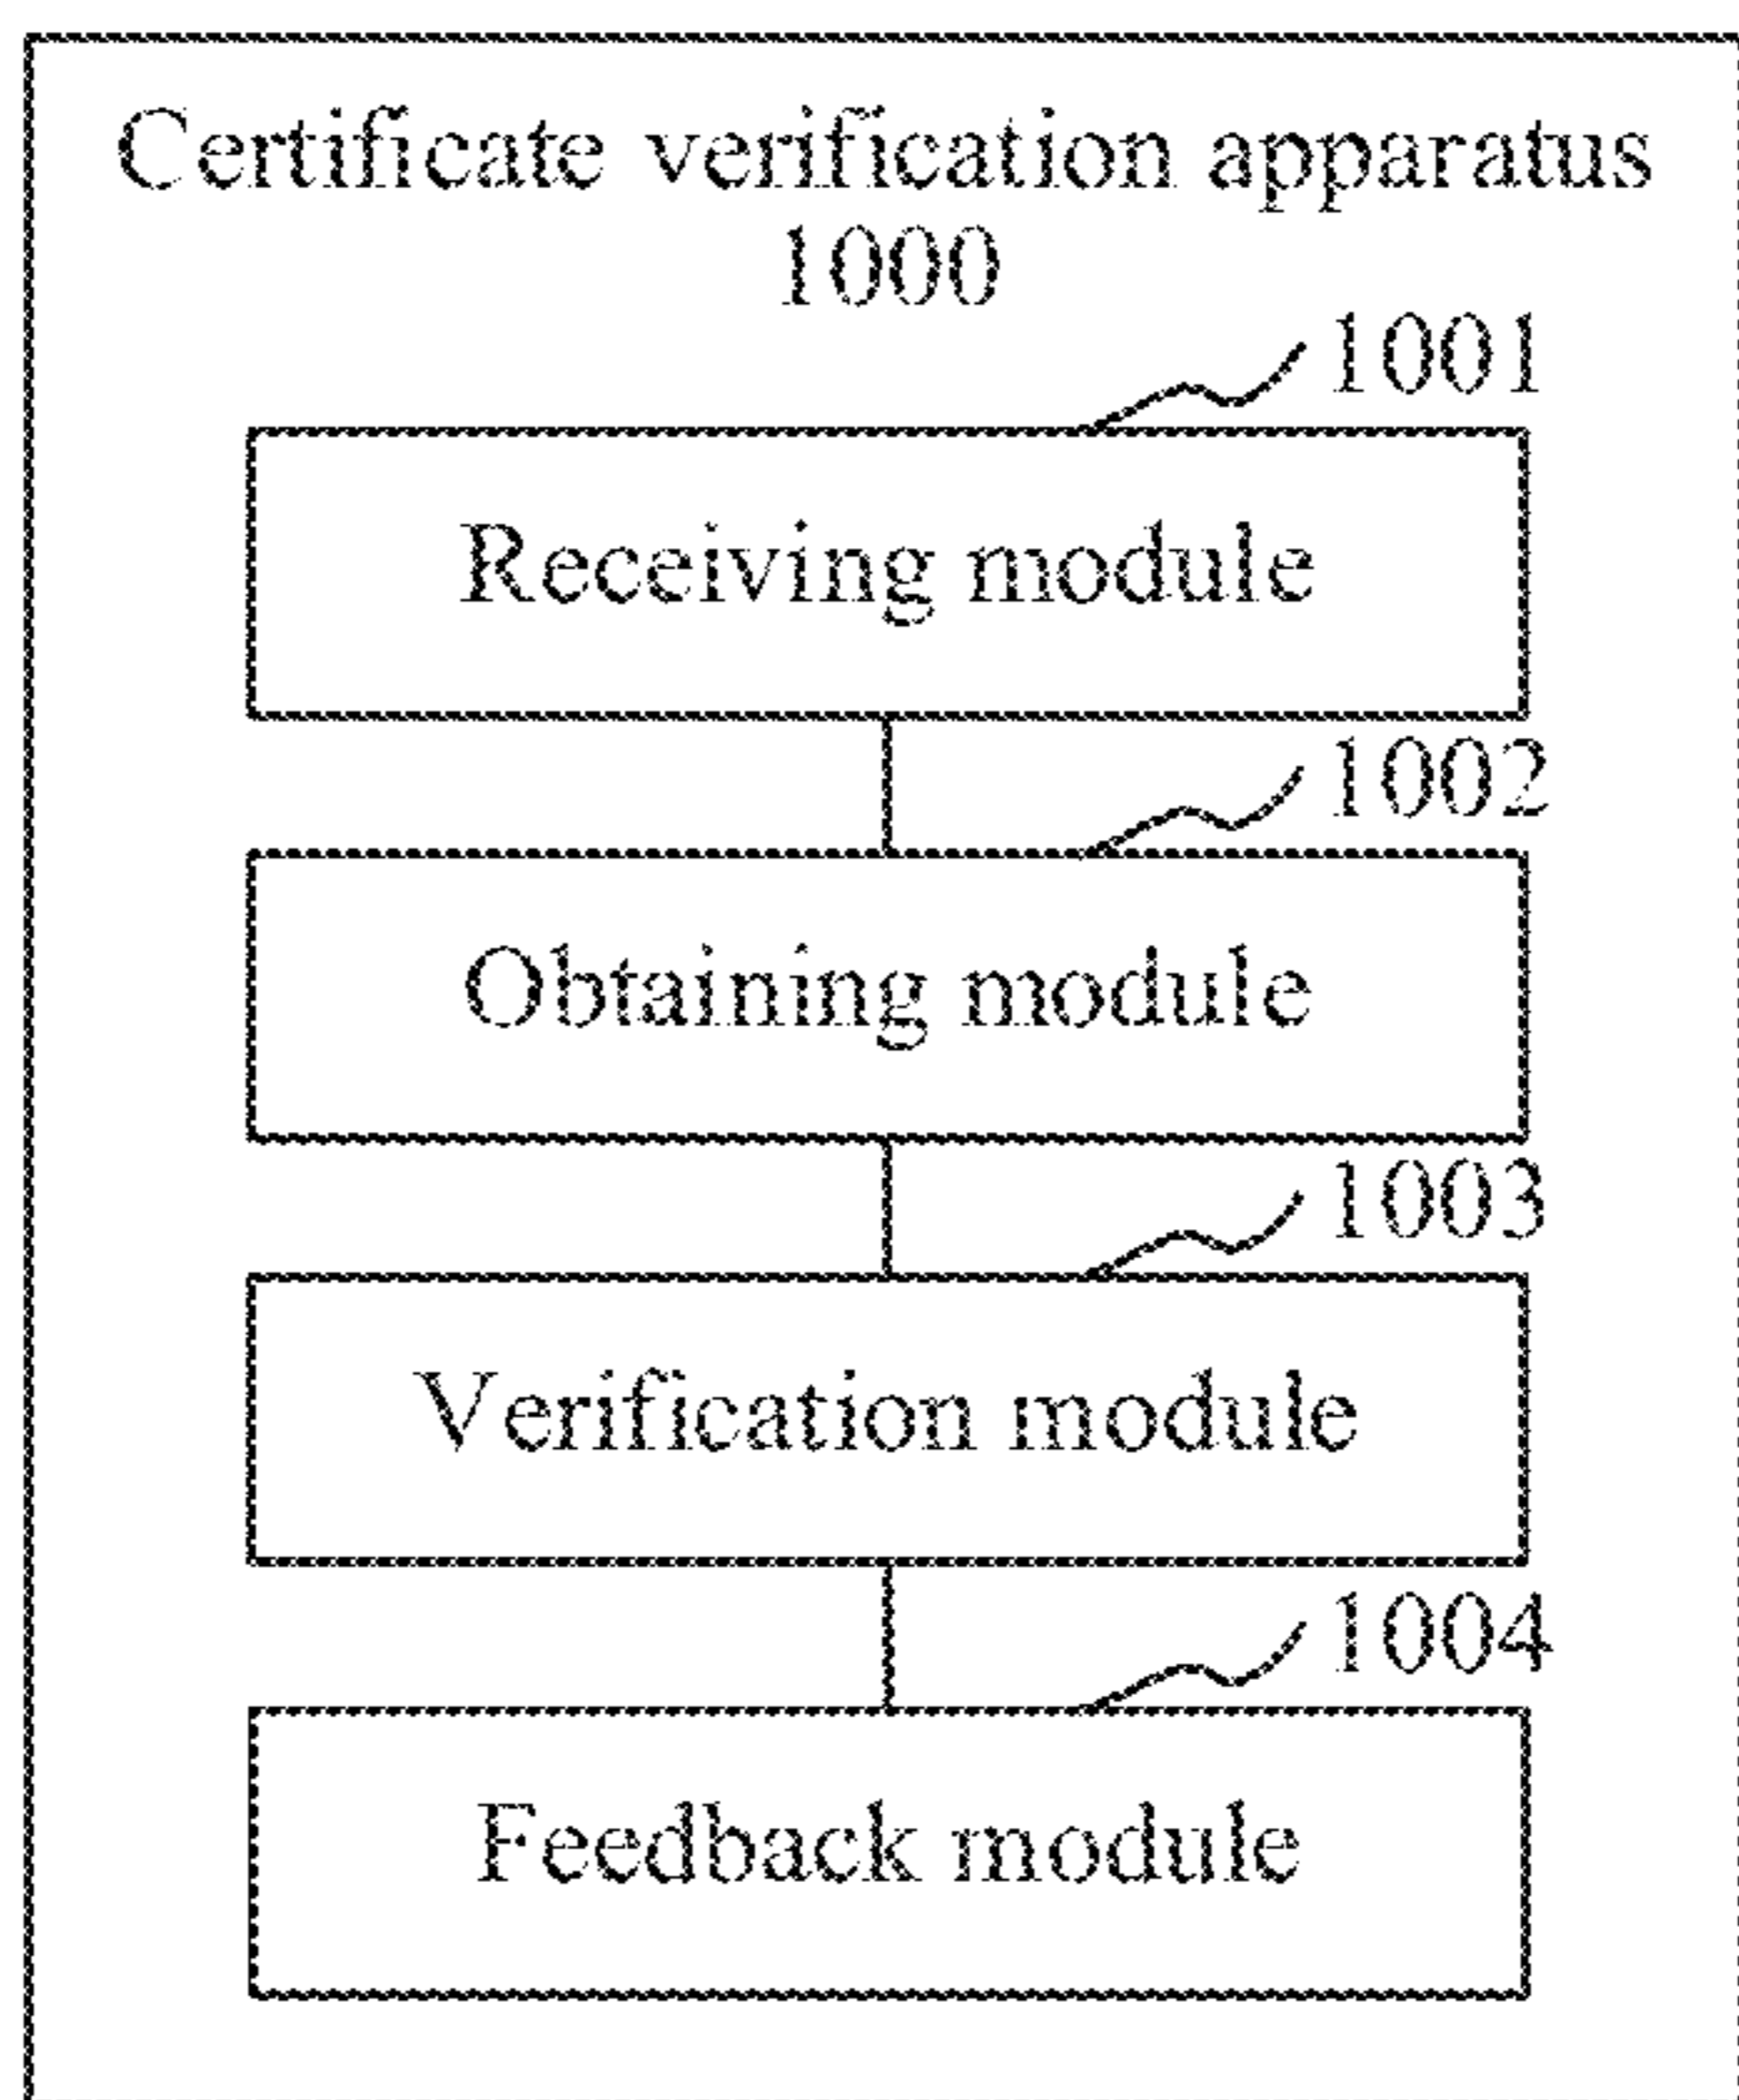 Certificate verification apparatus
1000
1001
Receiving module
1002
Obtaining module
1003
Verification module
1004
Feedback module